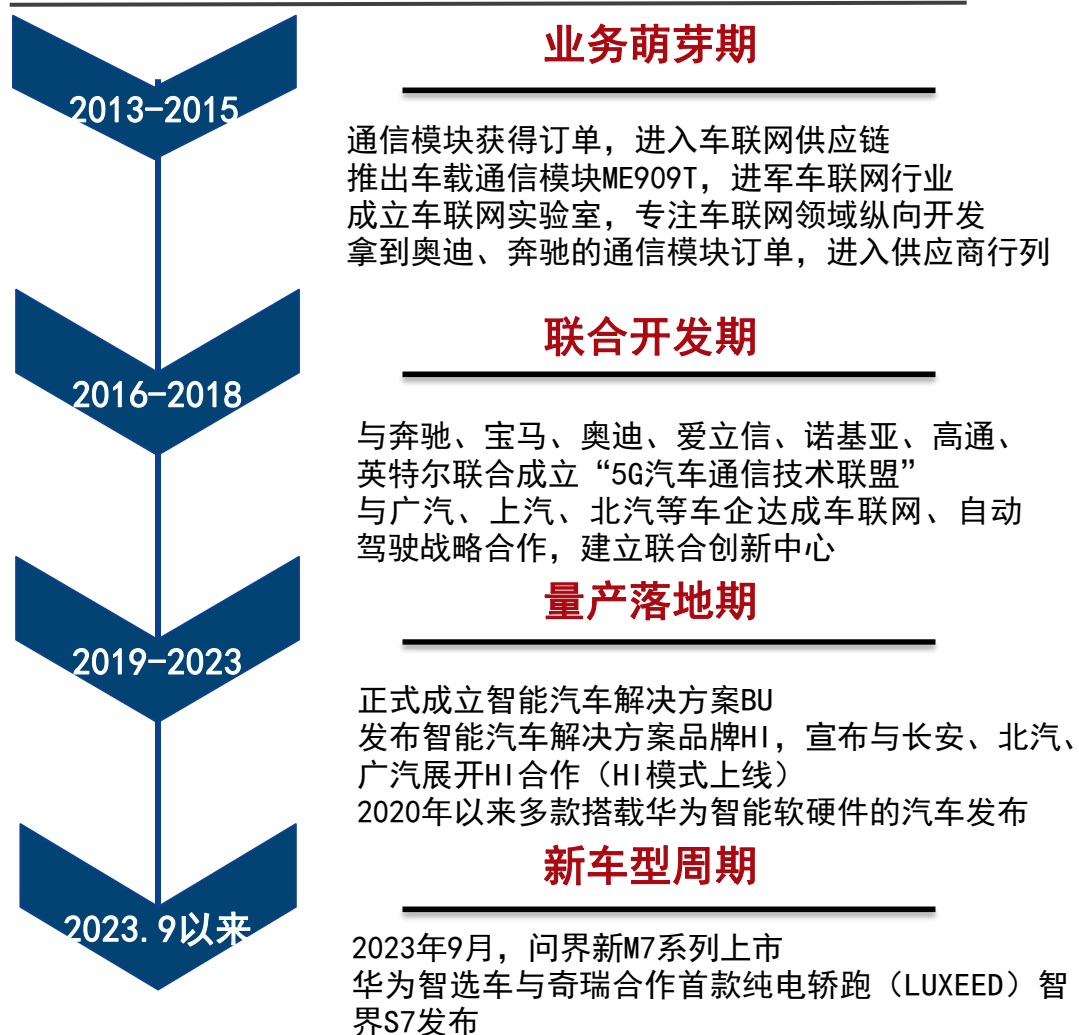 业务萌芽期
2013-2015
通信模块获得订单，进入车联网供应链
推出车载通信模块ME909T，进军车联网行业
成立车联网实验室，专注车联网领域纵向开发
拿到奥迪、奔驰的通信模块订单，进入供应商行列
联合开发期
2016-2018
与奔驰、宝马、奥迪、爱立信、诺基亚、高通、
英特尔联合成立“5G汽车通信技术联盟”
与广汽、上汽、北汽等车企达成车联网、自动
驾驶战略合作，建立联合创新中心
量产落地期
2019-2023
正式成立智能汽车解决方案BU
发布智能汽车解决方案品牌HI，宣布与长安、北汽、
广汽展开HI合作（HI模式上线）
2020年以来多款搭载华为智能软硬件的汽车发布
新车型周期
2023.9以来
2023年9月，问界新M7系列上市
华为智选车与奇瑞合作首款纯电轿跑（LUXEED）智
界S7发布